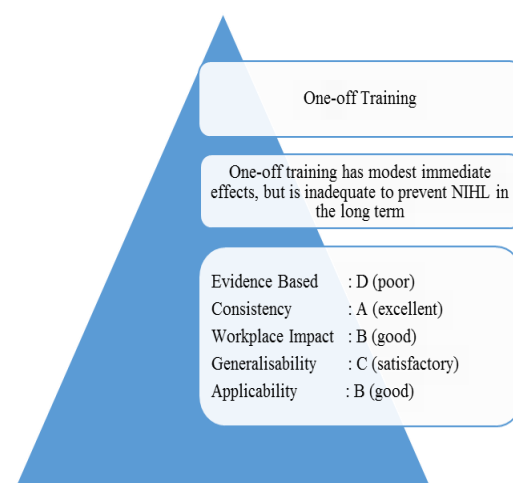 One-off Training
One-off training has modest immediate
effects, but is inadequate to prevent NIHL in
the long term
Evidence Based : D (poor)
Consistency : A (excellent)
Workplace Impact : B (good)
Generalisability : C (satisfactory)
Applicability : B (good)